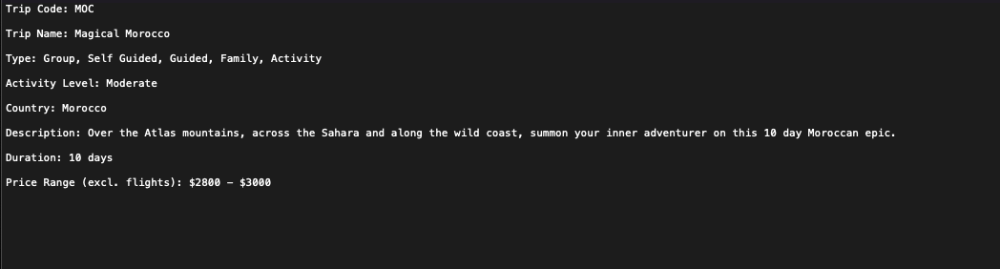 Trip Code: MOC
Trip Name: Magical Morocco
Type: Group, Self Guided, Guided, Family, Activity
Activity Level: Moderate
Country: Morocco
Description: Over the Atlas mountains, across the Sahara and along the wild coast, summon your inner adventurer on this 10 day Moroccan epic.
Duration: 10 days
Price Range (excl. flights): $2800 – $3000